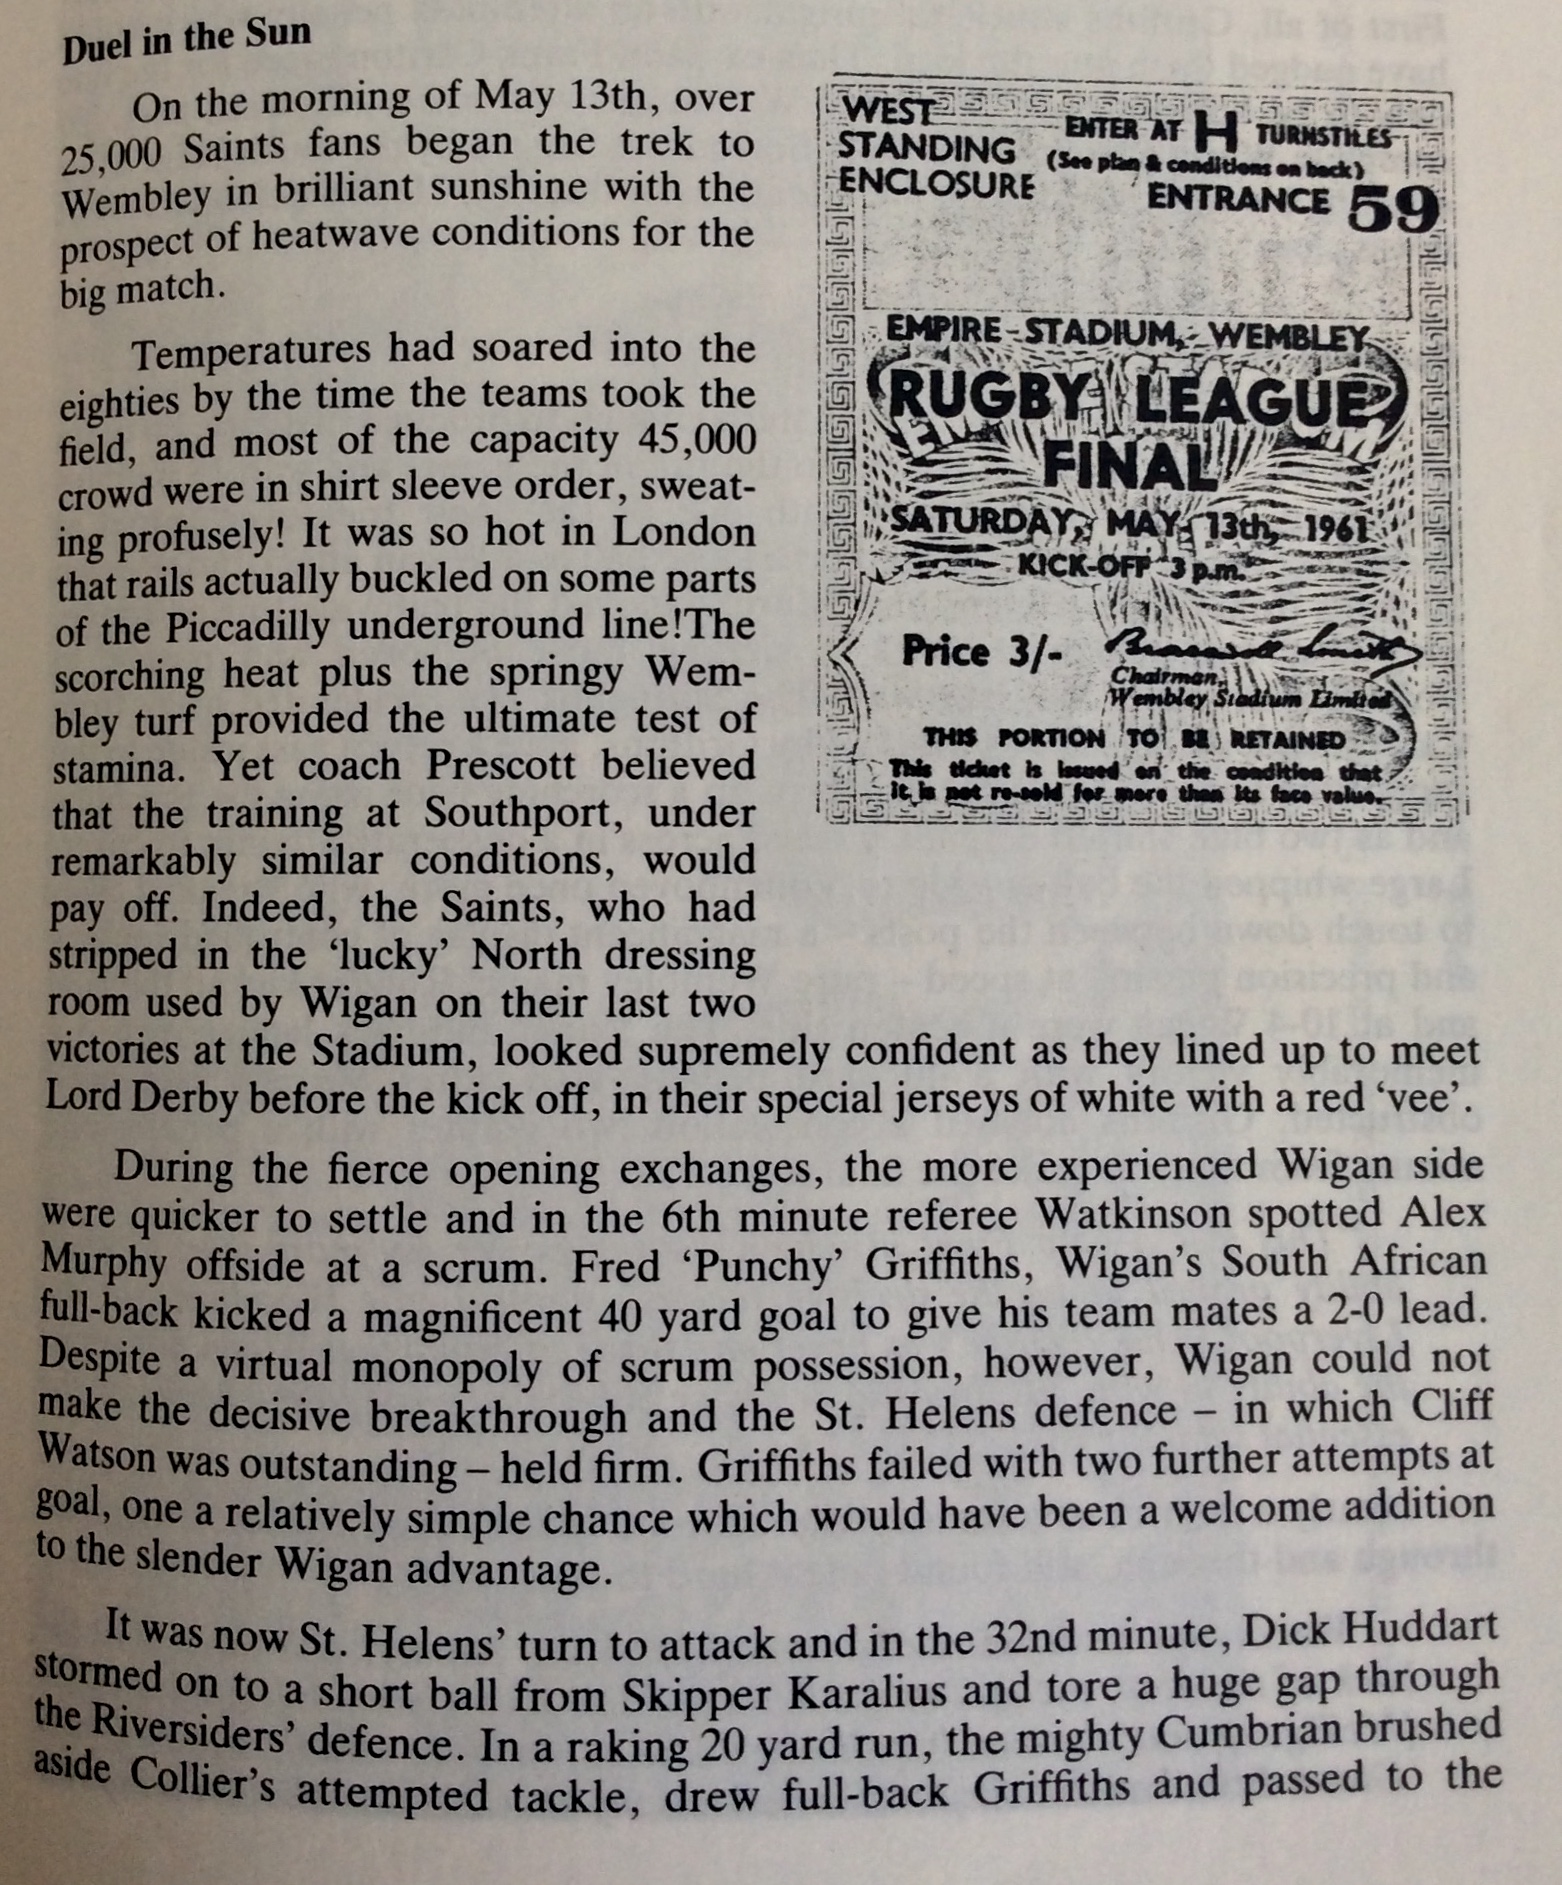 Duel in the Sun
On the morning of May 13th, over
25,000 Saints fans began the trek to
Wembley in brilliant sunshine with the
prospect of heatwave conditions for the
big match.
Temperatures had soared into the
eighties by the time the teams took the
field, and most of the capacity 45,000
crowd were in shirt sleeve order, sweat-
ing profusely! It was so hot in London
that rails actually buckled on some parts
of the Piccadilly underground line!The
scorching heat plus the springy Wem-
bley turf provided the ultimate test of
stamina. Yet coach Prescott believed
that the training at Southport, under
remarkably similar conditions, would
pay off. Indeed, the Saints, who had
stripped in the ‘lucky’ North dressing
room used by Wigan on their last two
victories at the Stadium, looked supremely confident as they lined up to meet
Lord Derby before the kick off, in their special jerseys of white with a red ‘vee’.
During the fierce opening exchanges, the more experienced Wigan side
were quicker to settle and in the 6th minute referee Watkinson spotted Alex
Murphy offside at a scrum. Fred ‘Punchy’ Griffiths, Wigan’s South African
full-back kicked a magnificent 40 yard goal to give his team mates a 2-0 lead.
Despite a virtual monopoly of scrum possession, however, Wigan could not
make the decisive breakthrough and the St. Helens defence – in which Cliff
Watson was outstanding – held firm. Griffiths failed with two further attempts at
goal, one a relatively simple chance which would have been a welcome addition
to the slender Wigan advantage.
It was now St. Helens’ turn to attack and in the 32nd minute, Dick Huddart
stormed on to a short ball from Skipper Karalius and tore a huge gap through
the Riversiders’ defence. In a raking 20 yard run, the mighty Cumbrian brushed
aside Collier’s attempted tackle, drew full-back Griffiths and passed to the
WEST
STANDING
ENCLOSURE
ENTER AT H TURNSTILES
(See plan & conditions on back)
ENTRANCE 59
EMPIRE STADIUM, WEMBLEY
RUGBY LEAGUE
FINAL
SATURDAY, MAY 13th, 1961
KICK-OFF 3 p.m.
Price 3/-
Chairman,
Wembley Stadium Limited
THIS PORTION TO BE RETAINED
This ticket is issued on the condition that
it is not re-sold for more than its face value.